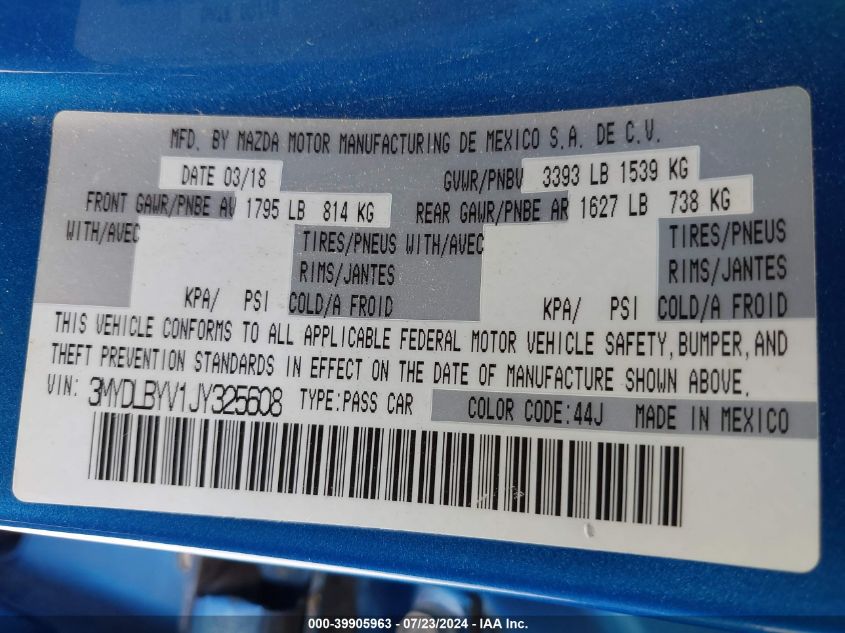 MFD. BY MAZDA MOTOR MANUFACTURING DE MEXICO S.A. DE C.V.
DATE 03/18 GVWR/PNBV 3393 LB 1539 KG
FRONT GAWR/PNBE AV 1795 LB 814 KG REAR GAWR/PNBE AR 1627 LB 738 KG
WITH/AVEC TIRES/PNEUS WITH/AVEC TIRES/PNEUS
RIMS/JANTES RIMS/JANTES
KPA/ PSI COLD/A FROID KPA/ PSI COLD/A FROID
THIS VEHICLE CONFORMS TO ALL APPLICABLE FEDERAL MOTOR VEHICLE SAFETY, BUMPER, AND
THEFT PREVENTION STANDARDS IN EFFECT ON THE DATE OF MANUFACTURE SHOWN ABOVE.
VIN: 3MYDLBYV1JY325608 TYPE:PASS CAR COLOR CODE:44J MADE IN MEXICO
000-39905963 - 07/23/2024 - IAA Inc.